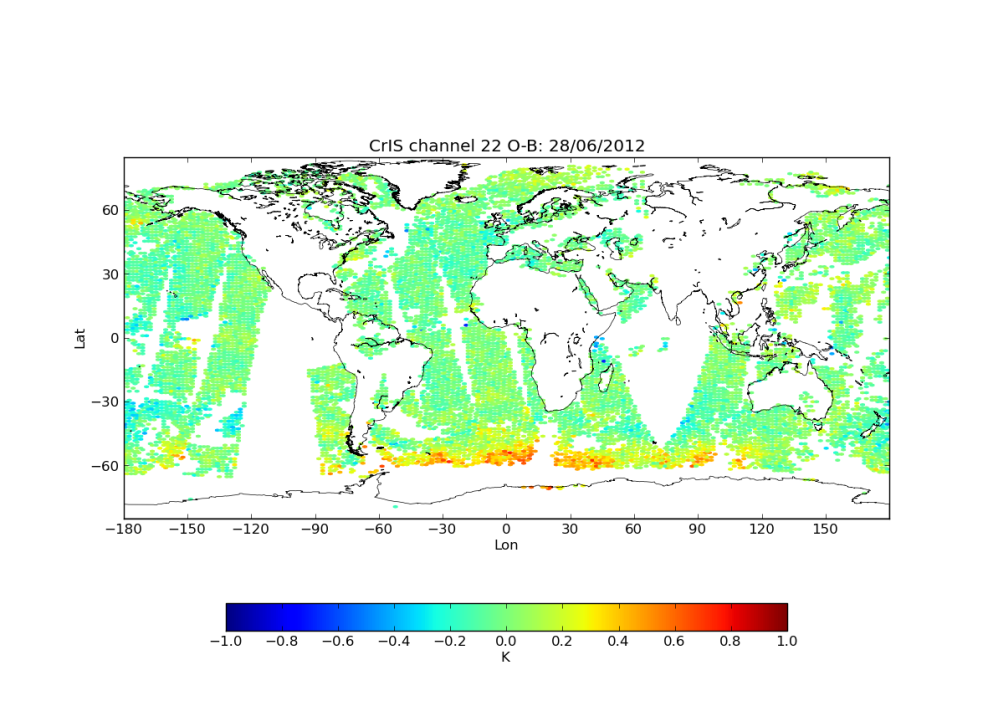 CrIS channel 22 O-B: 28/06/2012
Lat
60
30
0
−30
−60
−180 −150 −120 −90 −60 −30 0 30 60 90 120 150
Lon
−1.0 −0.8 −0.6 −0.4 −0.2 0.0 0.2 0.4 0.6 0.8 1.0
K